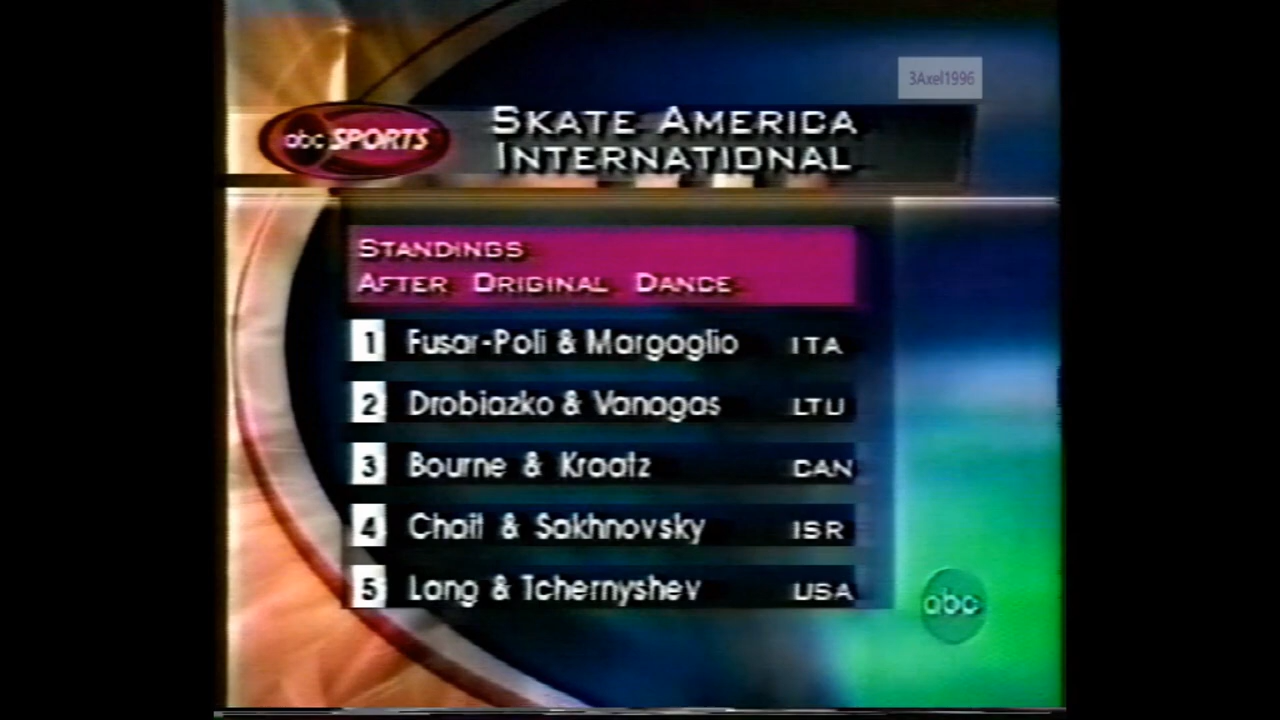 3Axel1996
abc SPORTS
SKATE AMERICA
INTERNATIONAL
STANDINGS
AFTER ORIGINAL DANCE
1 Fusar-Poli & Margaglio ITA
2 Drobiazko & Vanagas LTU
3 Bourne & Kraatz CAN
4 Chait & Sakhnovsky ISR
5 Lang & Tchernyshev USA
abc